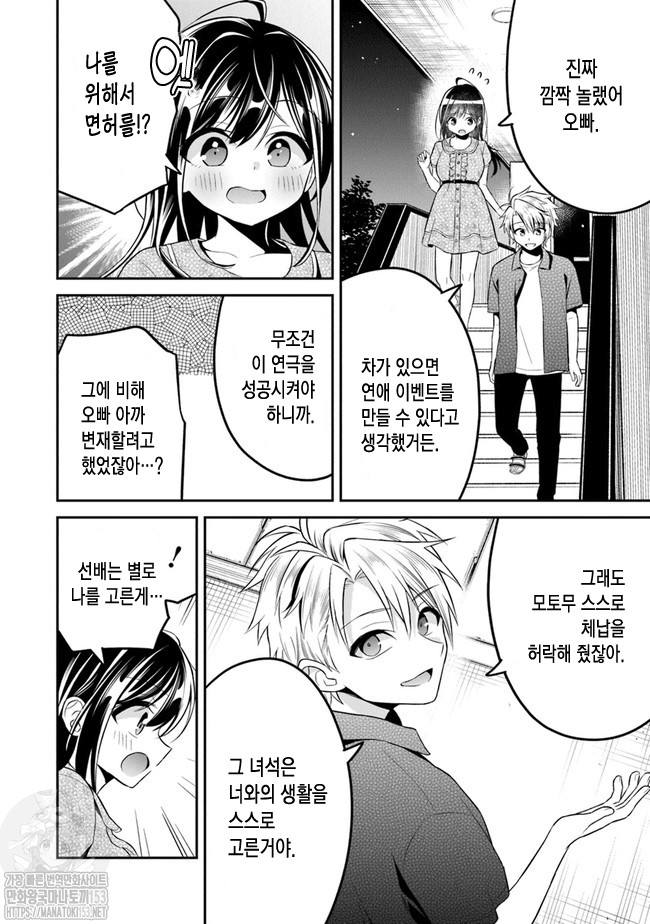 진짜
깜짝 놀랬어
오빠.
엣
나를
위해서
면허를!?
차가 있으면
연애 이벤트를
만들 수 있다고
생각했거든.
무조건
이 연극을
성공시켜야
하니까.
그에 비해
오빠 아까
변재할려고
했었잖아…?
그래도
모토무 스스로
체납을
허락해 줬잖아.
그 녀석은
너와의 생활을
스스로
고른거야.
!
선배는 별로
나를 고른게…
가장 빠른 번역만화사이트
만화왕국마나토끼153
HTTPS://MANATOKI153.NET